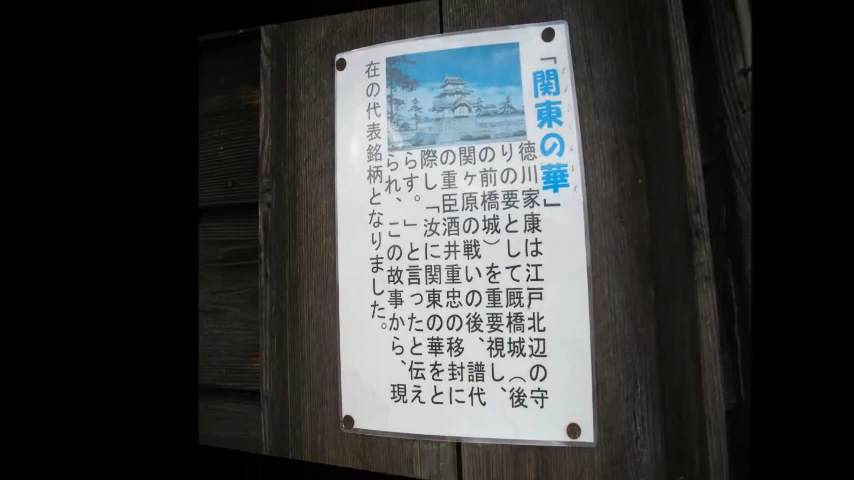 「関東の華」
徳川家康は江戸北辺の守
りの要として厩橋城（後
の前橋城）を重要視し、
関ヶ原の戦いの後、譜代
の重臣酒井重忠の移封に
際し「汝に関東の華をと
らす。」と言ったと伝え
られ、この故事から、現
在の代表銘柄となりました。